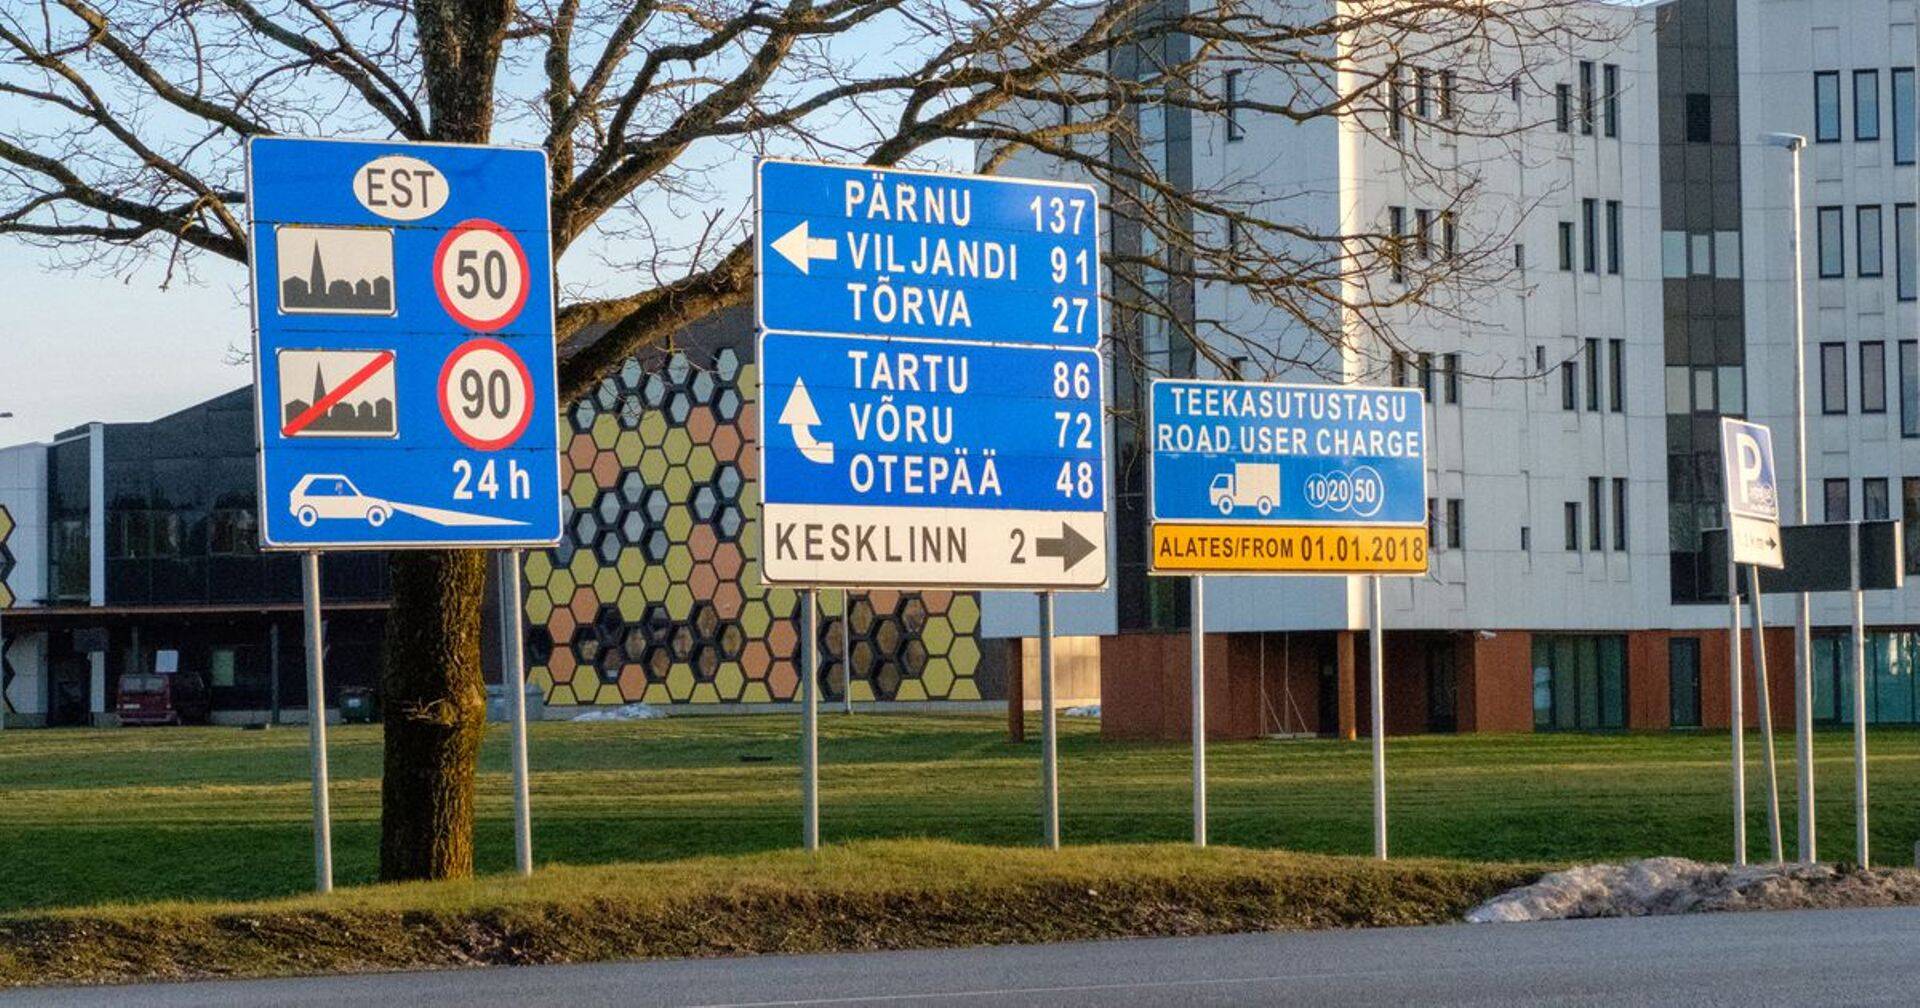 EST
50
90
24 h
PÄRNU 137
VILJANDI 91
TÕRVA 27
TARTU 86
VÕRU 72
OTEPÄÄ 48
KESKLINN 2
TEEKASUTUSTASU
ROAD USER CHARGE
10 20 50
ALATES/FROM 01.01.2018
P